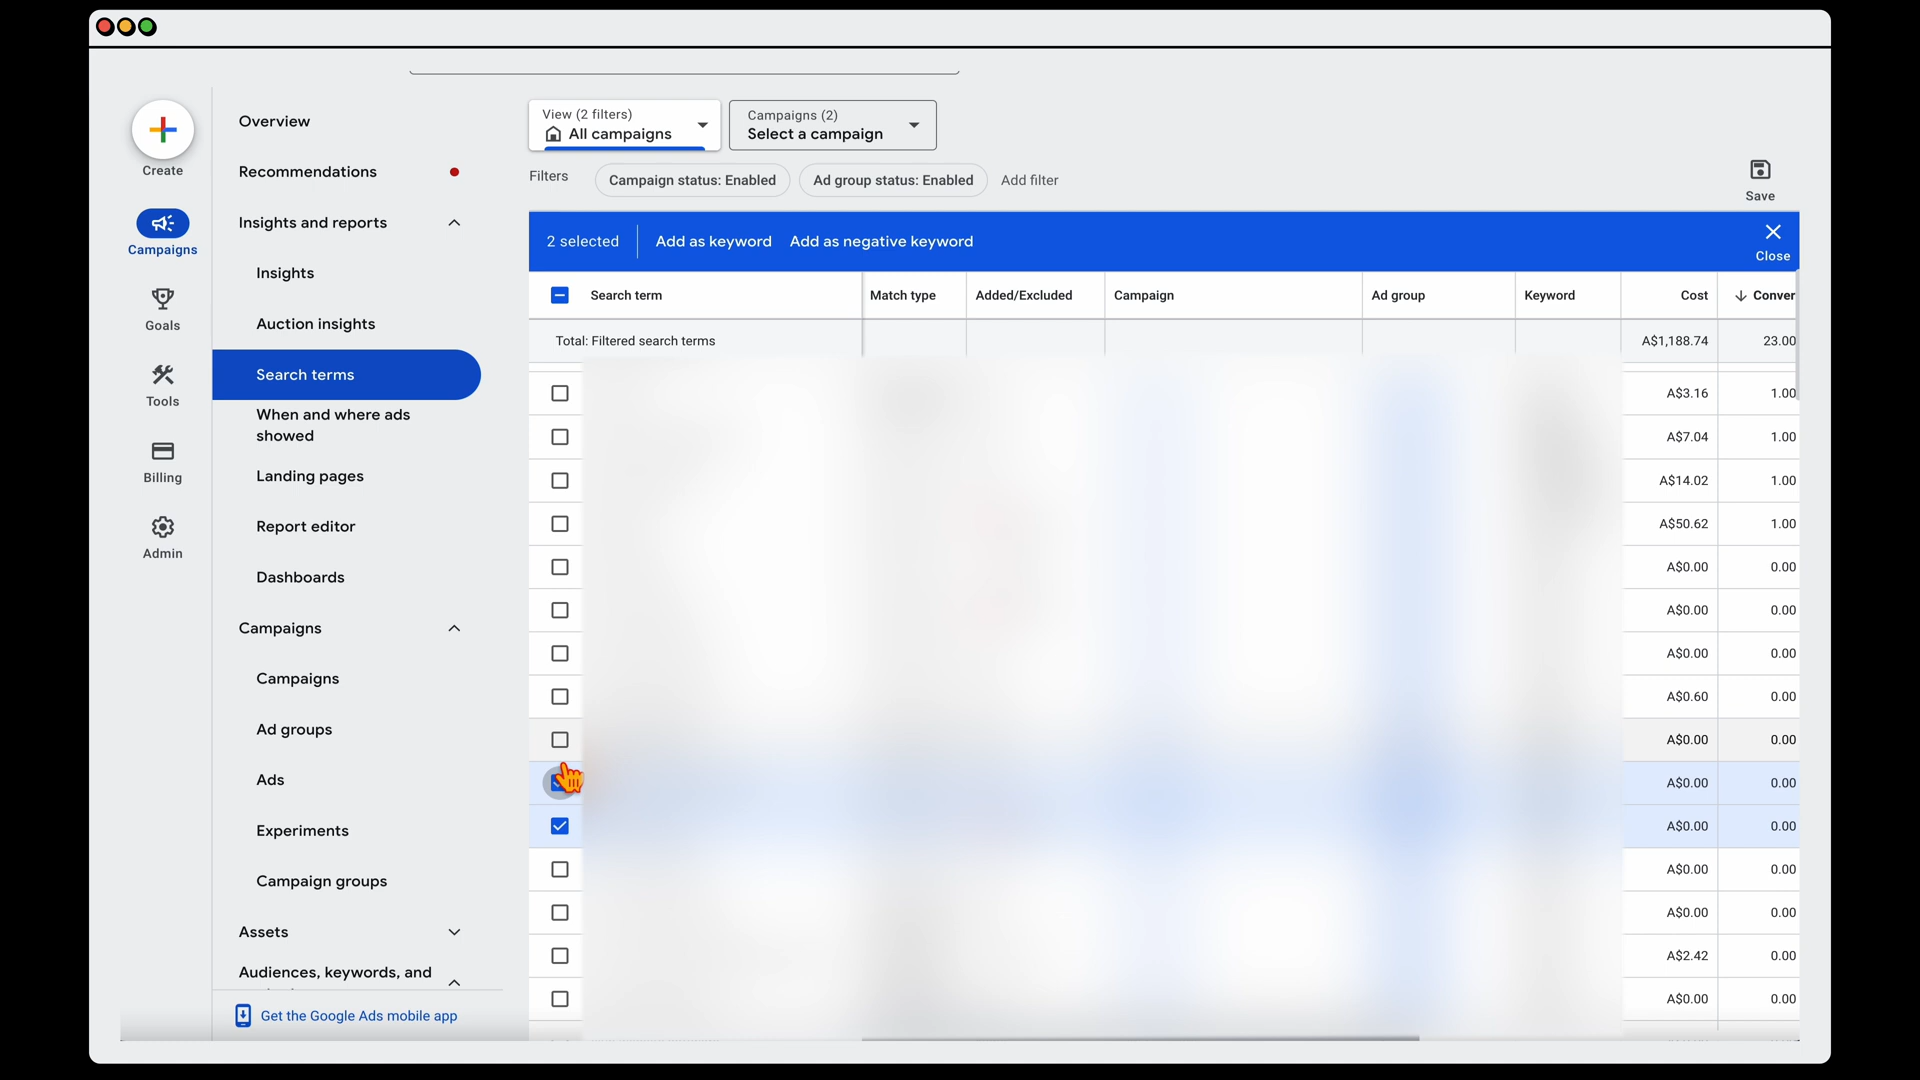 Create
Campaigns
Goals
Tools
Billing
Admin
Overview
Recommendations
Insights and reports
Insights
Auction insights
Search terms
When and where ads
showed
Landing pages
Report editor
Dashboards
Campaigns
Campaigns
Ad groups
Ads
Experiments
Campaign groups
Assets
Audiences, keywords, and
Get the Google Ads mobile app
View (2 filters)
All campaigns
Campaigns (2)
Select a campaign
Filters
Campaign status: Enabled
Ad group status: Enabled
Add filter
Save
2 selected
Add as keyword
Add as negative keyword
Close
Search term Match type Added/Excluded Campaign Ad group Keyword Cost Conver
Total: Filtered search terms A$1,188.74 23.00
A$3.16 1.00
A$7.04 1.00
A$14.02 1.00
A$50.62 1.00
A$0.00 0.00
A$0.00 0.00
A$0.00 0.00
A$0.60 0.00
A$0.00 0.00
A$0.00 0.00
A$0.00 0.00
A$0.00 0.00
A$0.00 0.00
A$2.42 0.00
A$0.00 0.00